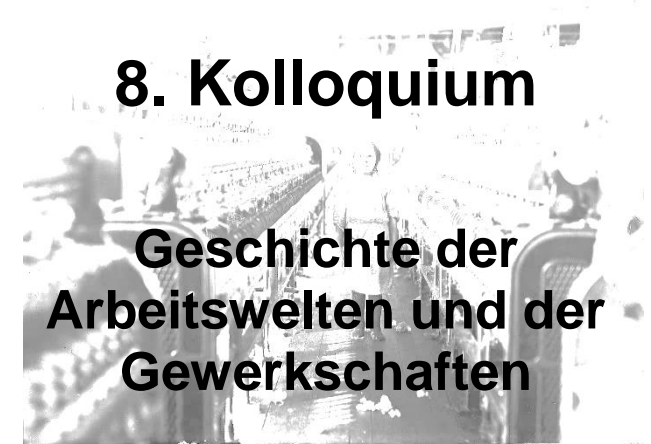 8. Kolloquium
Geschichte der
Arbeitswelten und der
Gewerkschaften